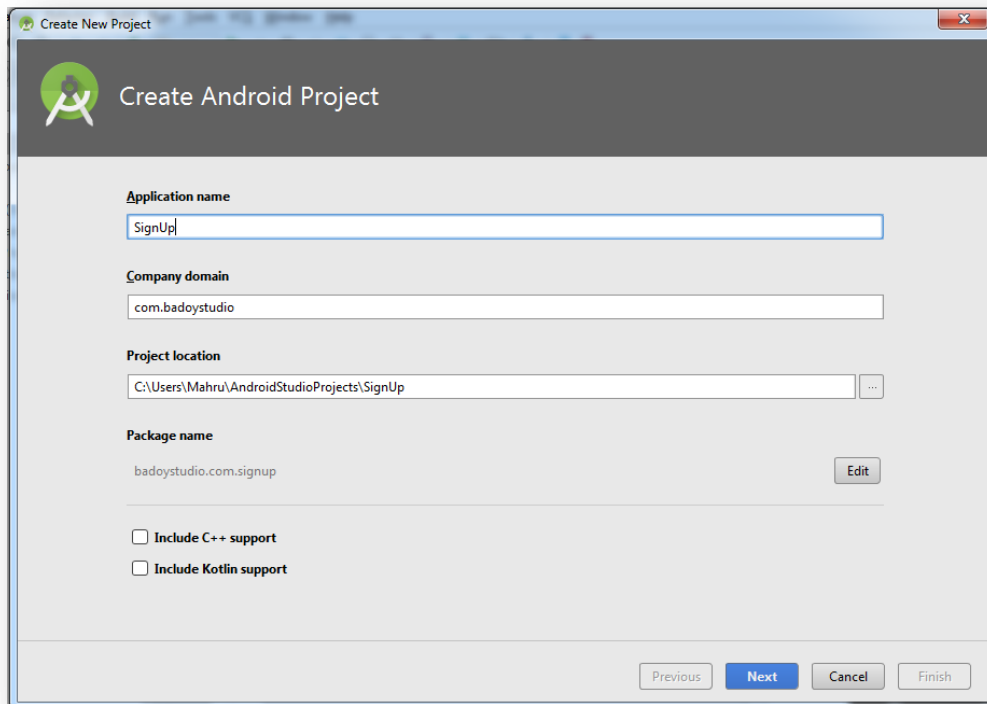 Create New Project
Create Android Project
Application name
SignUp
Company domain
com.badoystudio
Project location
C:\Users\Mahru\AndroidStudioProjects\SignUp
...
Package name
badoystudio.com.signup
Edit
Include C++ support
Include Kotlin support
Previous
Next
Cancel
Finish